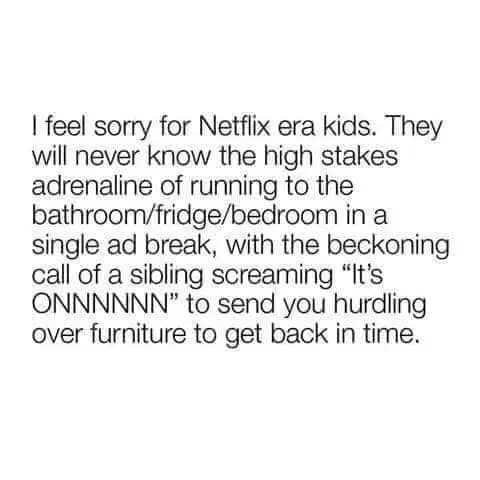 I feel sorry for Netflix era kids. They
will never know the high stakes
adrenaline of running to the
bathroom/fridge/bedroom in a
single ad break, with the beckoning
call of a sibling screaming “It’s
ONNNNNN” to send you hurdling
over furniture to get back in time.